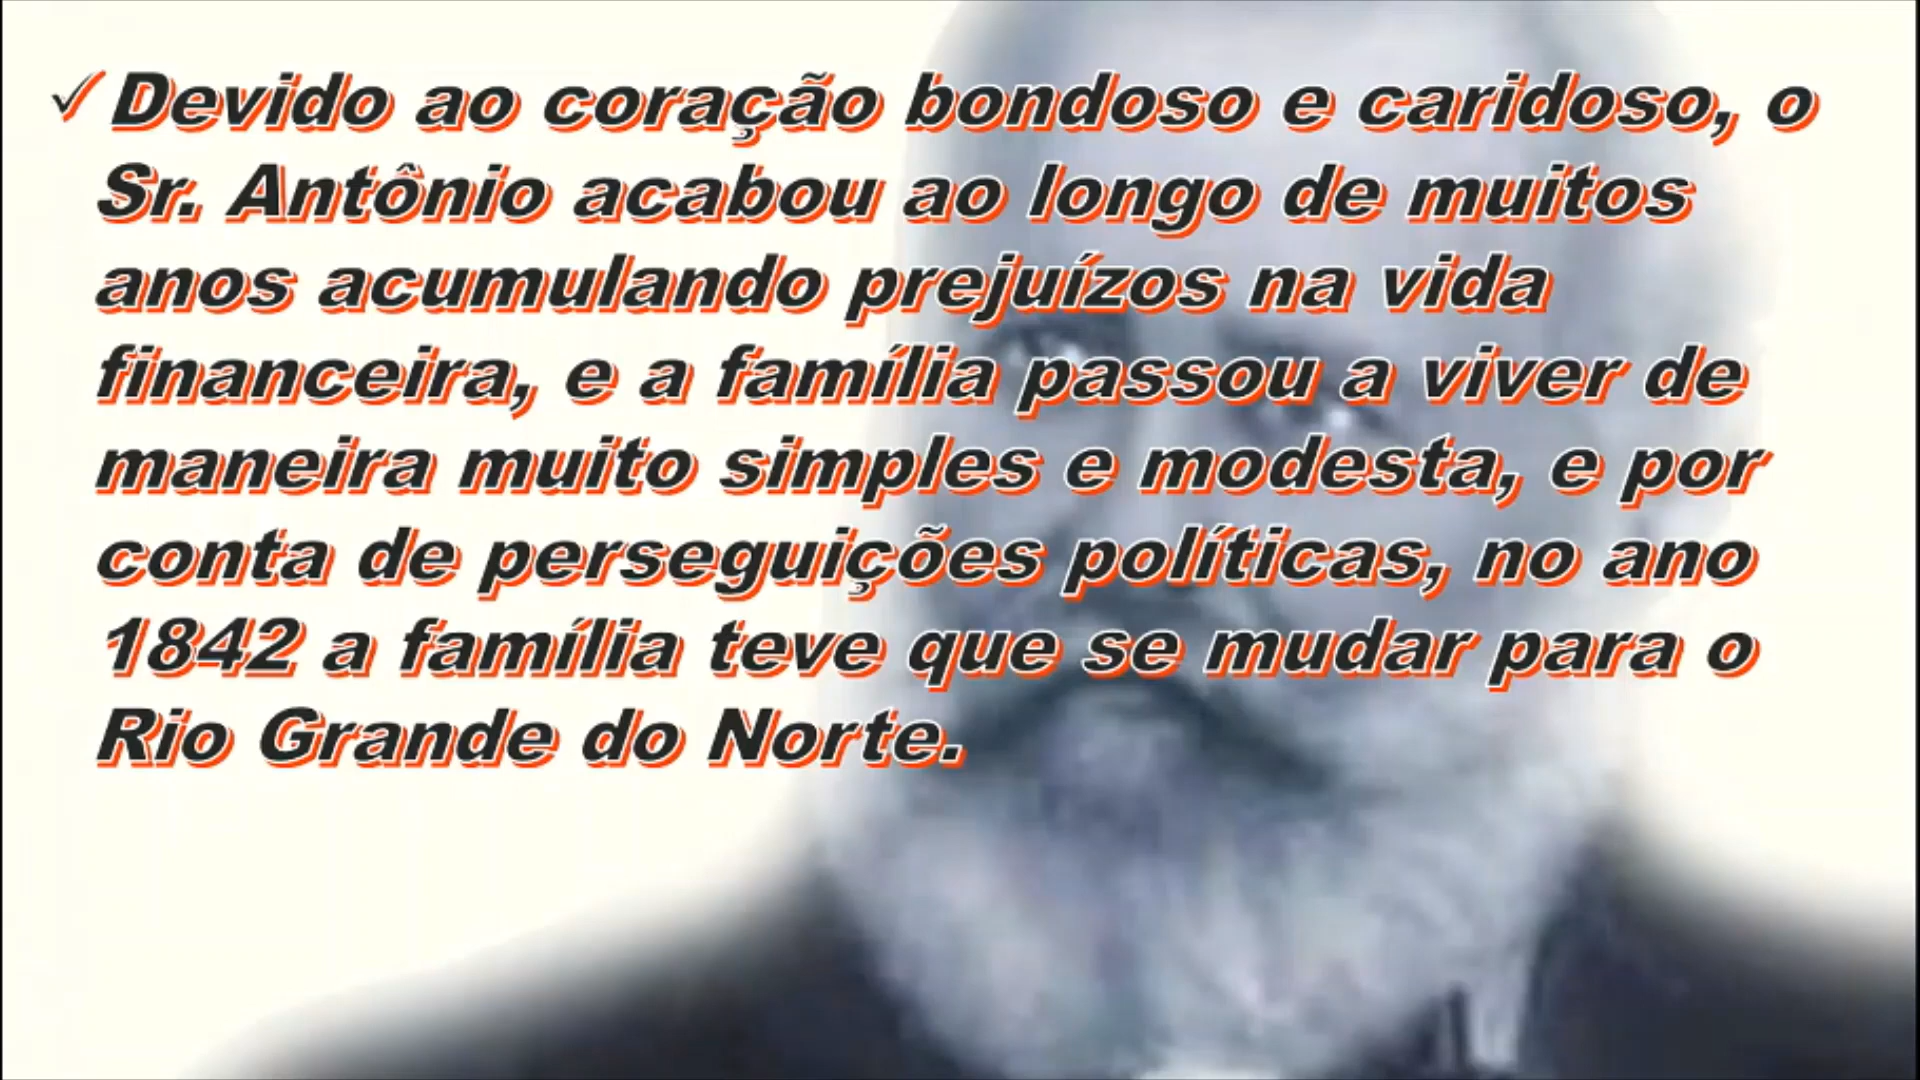 ✓Devido ao coração bondoso e caridoso, o
Sr. Antônio acabou ao longo de muitos
anos acumulando prejuízos na vida
financeira, e a família passou a viver de
maneira muito simples e modesta, e por
conta de perseguições políticas, no ano
1842 a família teve que se mudar para o
Rio Grande do Norte.